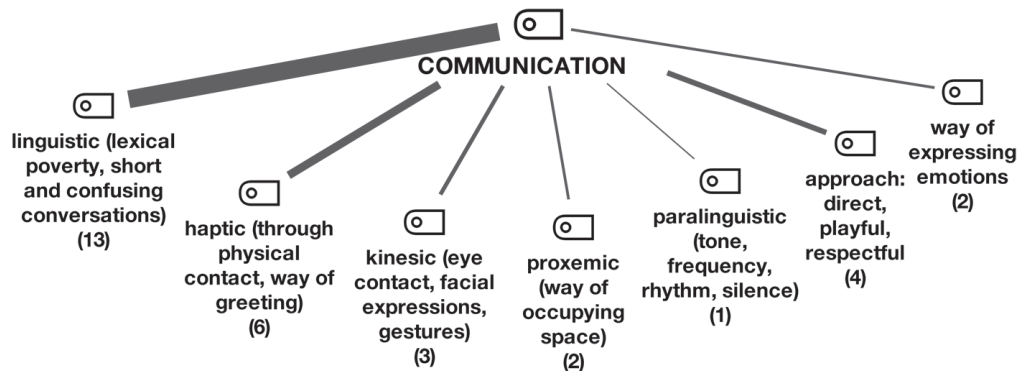 COMMUNICATION
linguistic (lexical
poverty, short
and confusing
conversations)
(13)
haptic (through
physical
contact, way of
greeting)
(6)
kinesic (eye
contact, facial
expressions,
gestures)
(3)
proxemic
(way of
occupying
space)
(2)
paralinguistic
(tone,
frequency,
rhythm, silence)
(1)
approach:
direct,
playful,
respectful
(4)
way of
expressing
emotions
(2)